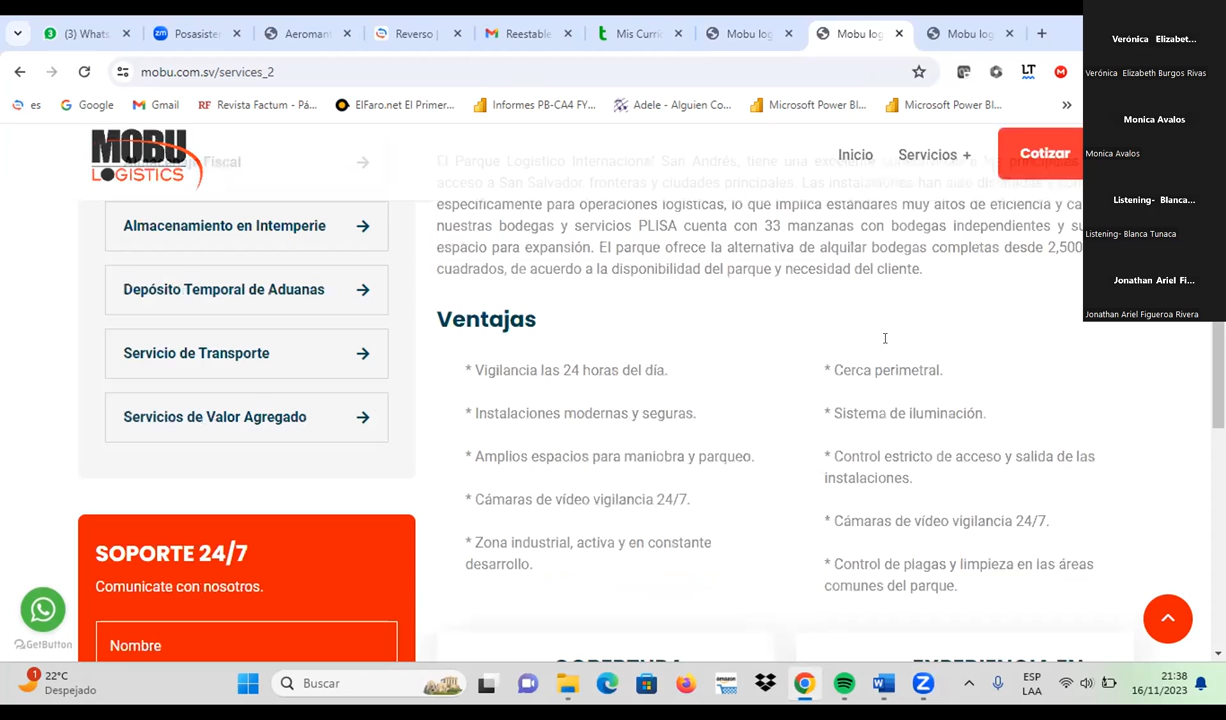 (3) Whats
Posasister
Aeromant
Reverso |
Reestable
Mis Currí
Mobu log
Mobu log
Mobu log
mobu.com.sv/services_2
es
Google
Gmail
Revista Factum - Pá...
ElFaro.net El Primer...
Informes PB-CA4 FY...
Adele - Alguien Co...
Microsoft Power BI...
Microsoft Power BI...
MOBU
LOGISTICS
Fiscal
Inicio
Servicios +
Cotizar
El Parque Logístico Internacional San Andrés, tiene una
acceso a San Salvador fronteras y ciudades principales. Las instalaciones han sido
específicamente para operaciones logísticas, lo que implica estándares muy altos de eficiencia y
nuestras bodegas y servicios PLISA cuenta con 33 manzanas con bodegas independientes y
espacio para expansión. El parque ofrece la alternativa de alquilar bodegas completas desde 2,500
cuadrados, de acuerdo a la disponibilidad del parque y necesidad del cliente.
Almacenamiento en Intemperie
Depósito Temporal de Aduanas
Servicio de Transporte
Servicios de Valor Agregado
Ventajas
* Vigilancia las 24 horas del día.
* Instalaciones modernas y seguras.
* Amplios espacios para maniobra y parqueo.
* Cámaras de vídeo vigilancia 24/7.
* Zona industrial, activa y en constante
desarrollo.
* Cerca perimetral.
* Sistema de iluminación.
* Control estricto de acceso y salida de las
instalaciones.
* Cámaras de vídeo vigilancia 24/7.
* Control de plagas y limpieza en las áreas
comunes del parque.
SOPORTE 24/7
Comunicate con nosotros.
Nombre
GetButton
COBERTURA
EXPERIENCIA EN
Verónica Elizabet...
Verónica Elizabeth Burgos Rivas
Monica Avalos
Monica Avalos
Listening- Blanca...
Listening- Blanca Tunaca
Jonathan Ariel Fi...
Jonathan Ariel Figueroa Rivera
1
22°C
Despejado
Buscar
ESP
LAA
21:38
16/11/2023